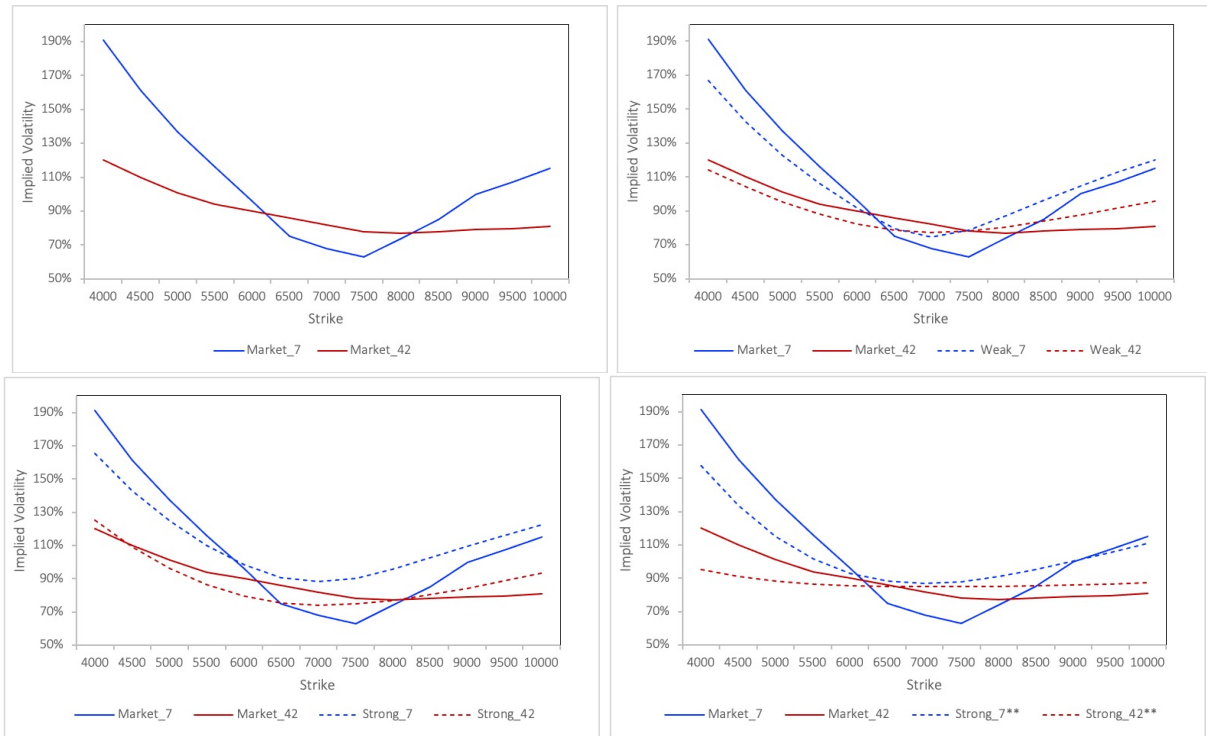 190%
170%
150%
130%
110%
90%
70%
50%
Implied Volatility
4000 4500 5000 5500 6000 6500 7000 7500 8000 8500 9000 9500 10000
Strike
Market_7 Market_42
190%
170%
150%
130%
110%
90%
70%
50%
Implied Volatility
4000 4500 5000 5500 6000 6500 7000 7500 8000 8500 9000 9500 10000
Strike
Market_7 Market_42 Weak_7 Weak_42
190%
170%
150%
130%
110%
90%
70%
50%
Implied Volatility
4000 4500 5000 5500 6000 6500 7000 7500 8000 8500 9000 9500 10000
Strike
Market_7 Market_42 Strong_7 Strong_42
190%
170%
150%
130%
110%
90%
70%
50%
Implied Volatility
4000 4500 5000 5500 6000 6500 7000 7500 8000 8500 9000 9500 10000
Strike
Market_7 Market_42 Strong_7** Strong_42**